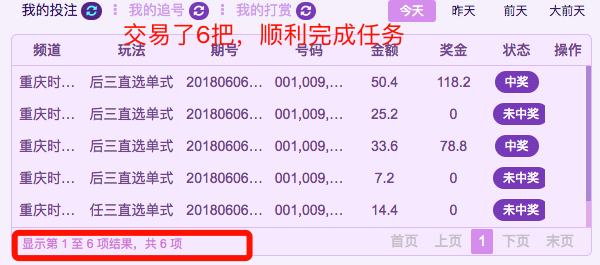 我的投注 我的追号 我的打赏 今天 昨天 前天 大前天
交易了6把，顺利完成任务
频道 玩法 期号 号码 金额 奖金 状态 操作
重庆时... 后三直选单式 20180606... 001,009,... 50.4 118.2 中奖
重庆时... 后三直选单式 20180606... 001,009,... 25.2 0 未中奖
重庆时... 后三直选单式 20180606... 001,009,... 33.6 78.8 中奖
重庆时... 后三直选单式 20180606... 001,009,... 7.2 0 未中奖
重庆时... 任三直选单式 20180606... 001,009,... 14.4 0 未中奖
显示第 1 至 6 项结果，共 6 项 首页 上页 1 下页 末页